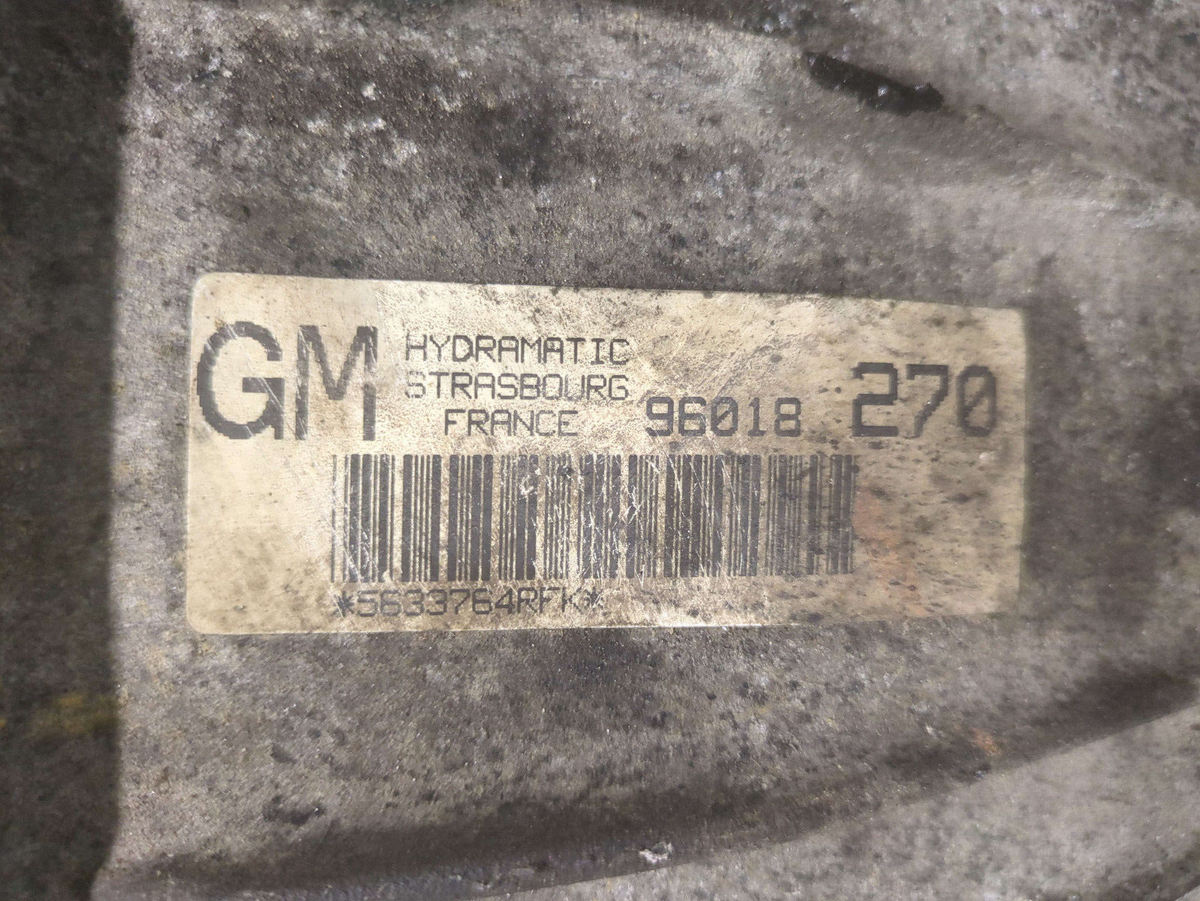 GM
HYDRAMATIC
STRASBOURG
FRANCE 96018 270
*5633764RFK*